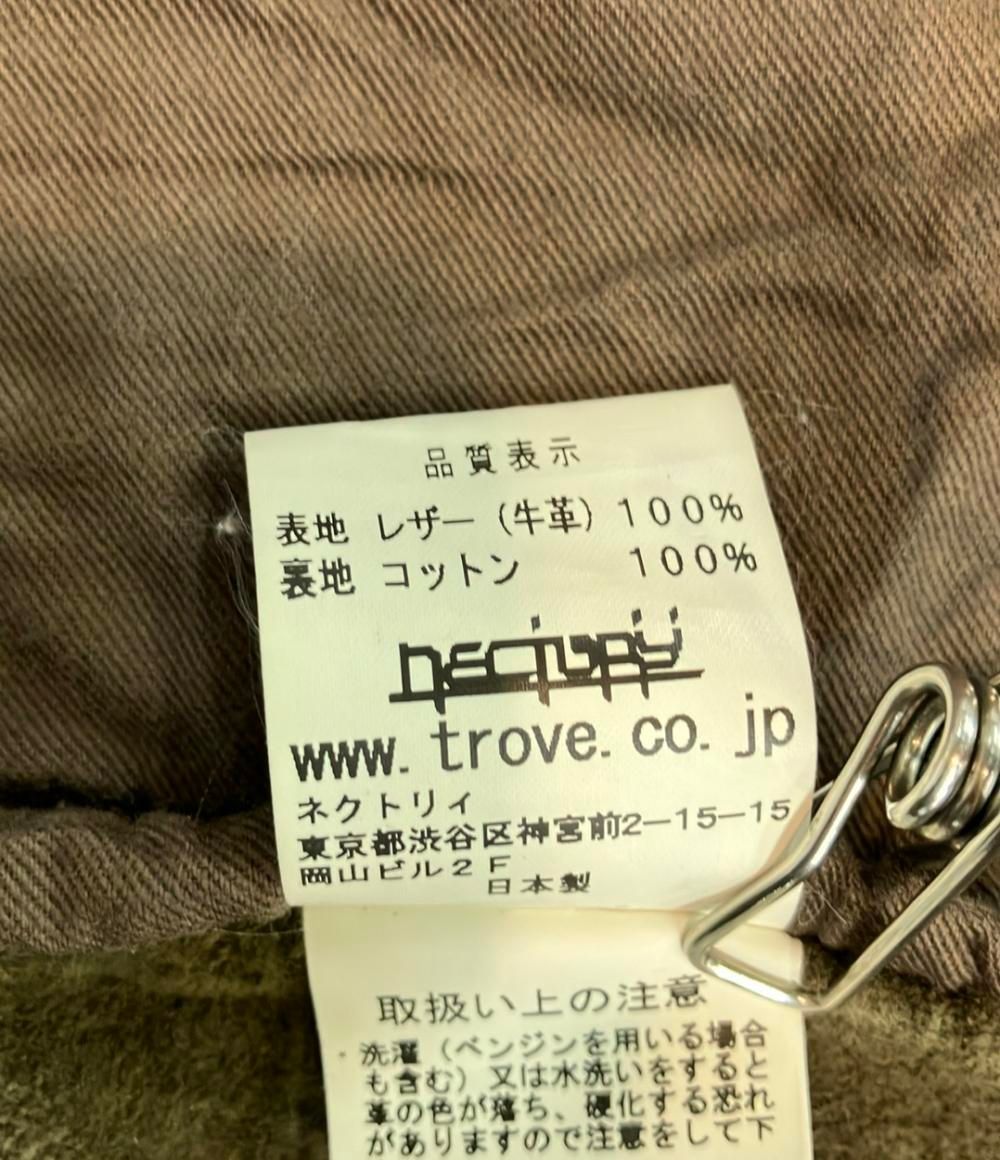 品質表示
表地 レザー（牛革）100%
裏地 コットン 100%
www.trove.co.jp
ネクトリィ
東京都渋谷区神宮前2-15-15
岡山ビル2F
日本製
取扱い上の注意
洗濯（ベンジンを用いる場合
も含む）又は水洗いをすると
革の色が落ち、硬化する恐れ
がありますので注意をして下